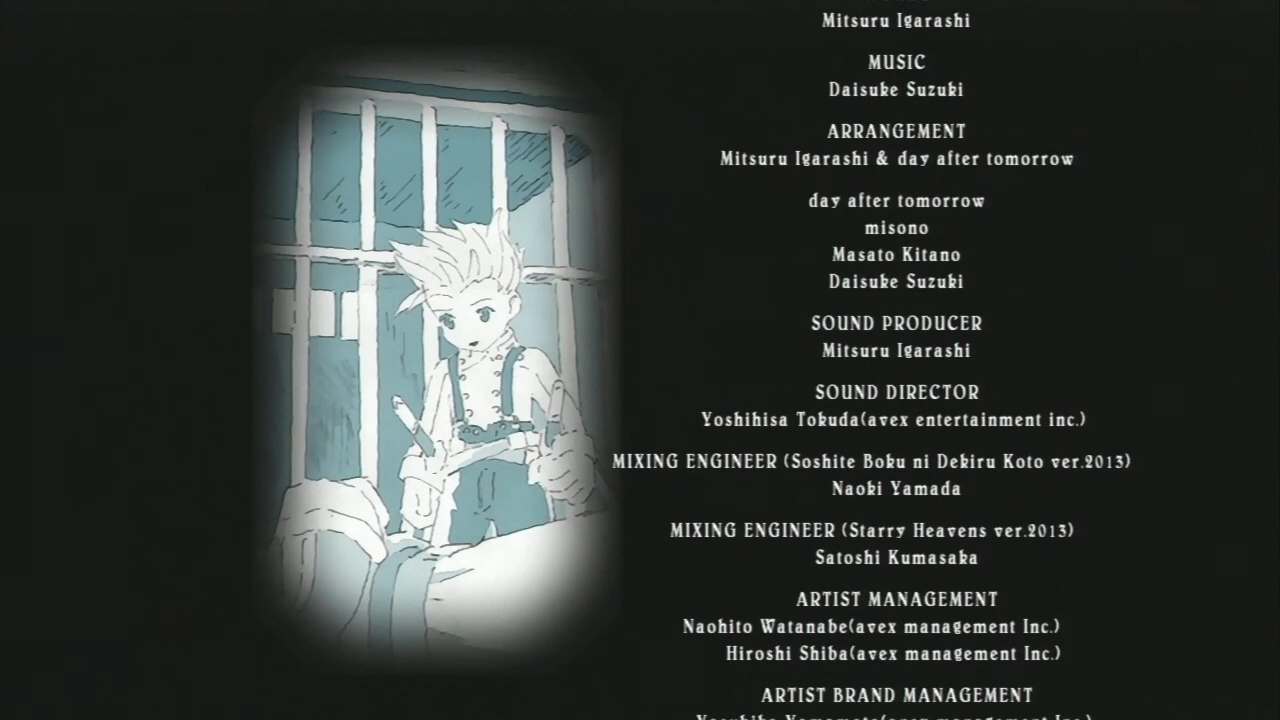 Mitsuru Igarashi
MUSIC
Daisuke Suzuki
ARRANGEMENT
Mitsuru Igarashi & day after tomorrow
day after tomorrow
misono
Masato Kitano
Daisuke Suzuki
SOUND PRODUCER
Mitsuru Igarashi
SOUND DIRECTOR
Yoshihisa Tokuda(avex entertainment inc.)
MIXING ENGINEER (Soshite Boku ni Dekiru Koto ver.2013)
Naoki Yamada
MIXING ENGINEER (Starry Heavens ver.2013)
Satoshi Kumasaka
ARTIST MANAGEMENT
Naohito Watanabe(avex management Inc.)
Hiroshi Shiba(avex management Inc.)
ARTIST BRAND MANAGEMENT